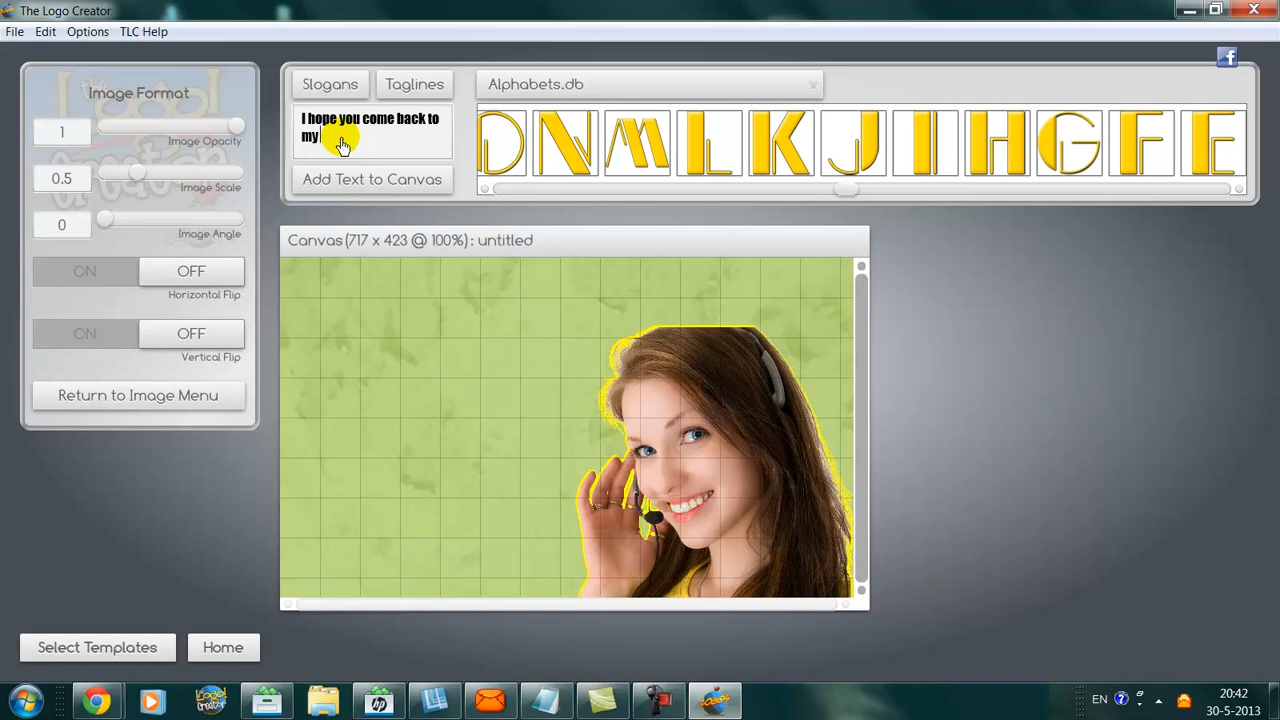 The Logo Creator
File Edit Options TLC Help
Image Format
1
Image Opacity
0.5
Image Scale
0
Image Angle
ON OFF
Horizontal Flip
ON OFF
Vertical Flip
Return to Image Menu
Slogans Taglines
I hope you come back to
my
Add Text to Canvas
Alphabets.db
O N M L K J I H G F E
Canvas (717 x 423 @ 100%) : untitled
Select Templates Home
EN
20:42
30-5-2013